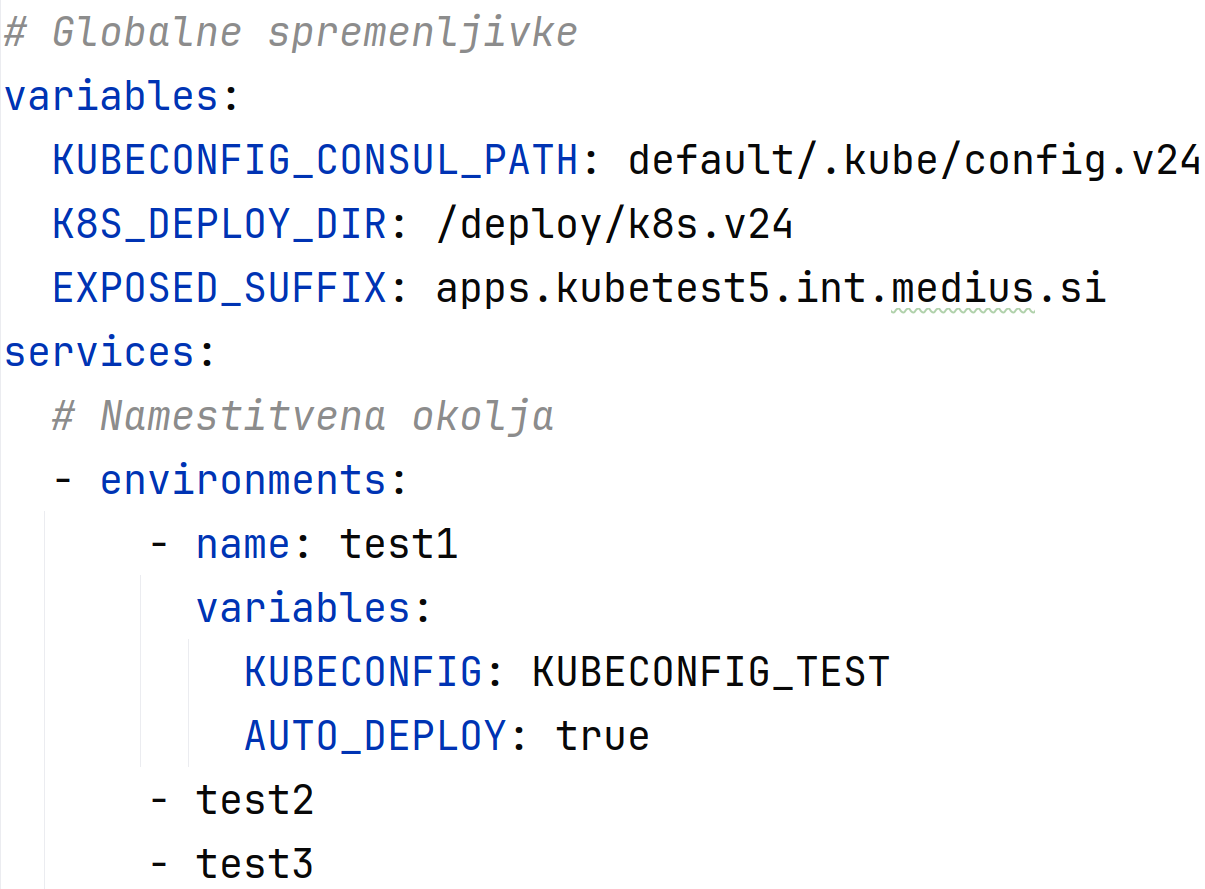 # Globalne spremenljivke
variables:
  KUBECONFIG_CONSUL_PATH: default/.kube/config.v24
  K8S_DEPLOY_DIR: /deploy/k8s.v24
  EXPOSED_SUFFIX: apps.kubetest5.int.medius.si
services:
  # Namestitvena okolja
  - environments:
      - name: test1
        variables:
          KUBECONFIG: KUBECONFIG_TEST
          AUTO_DEPLOY: true
      - test2
      - test3